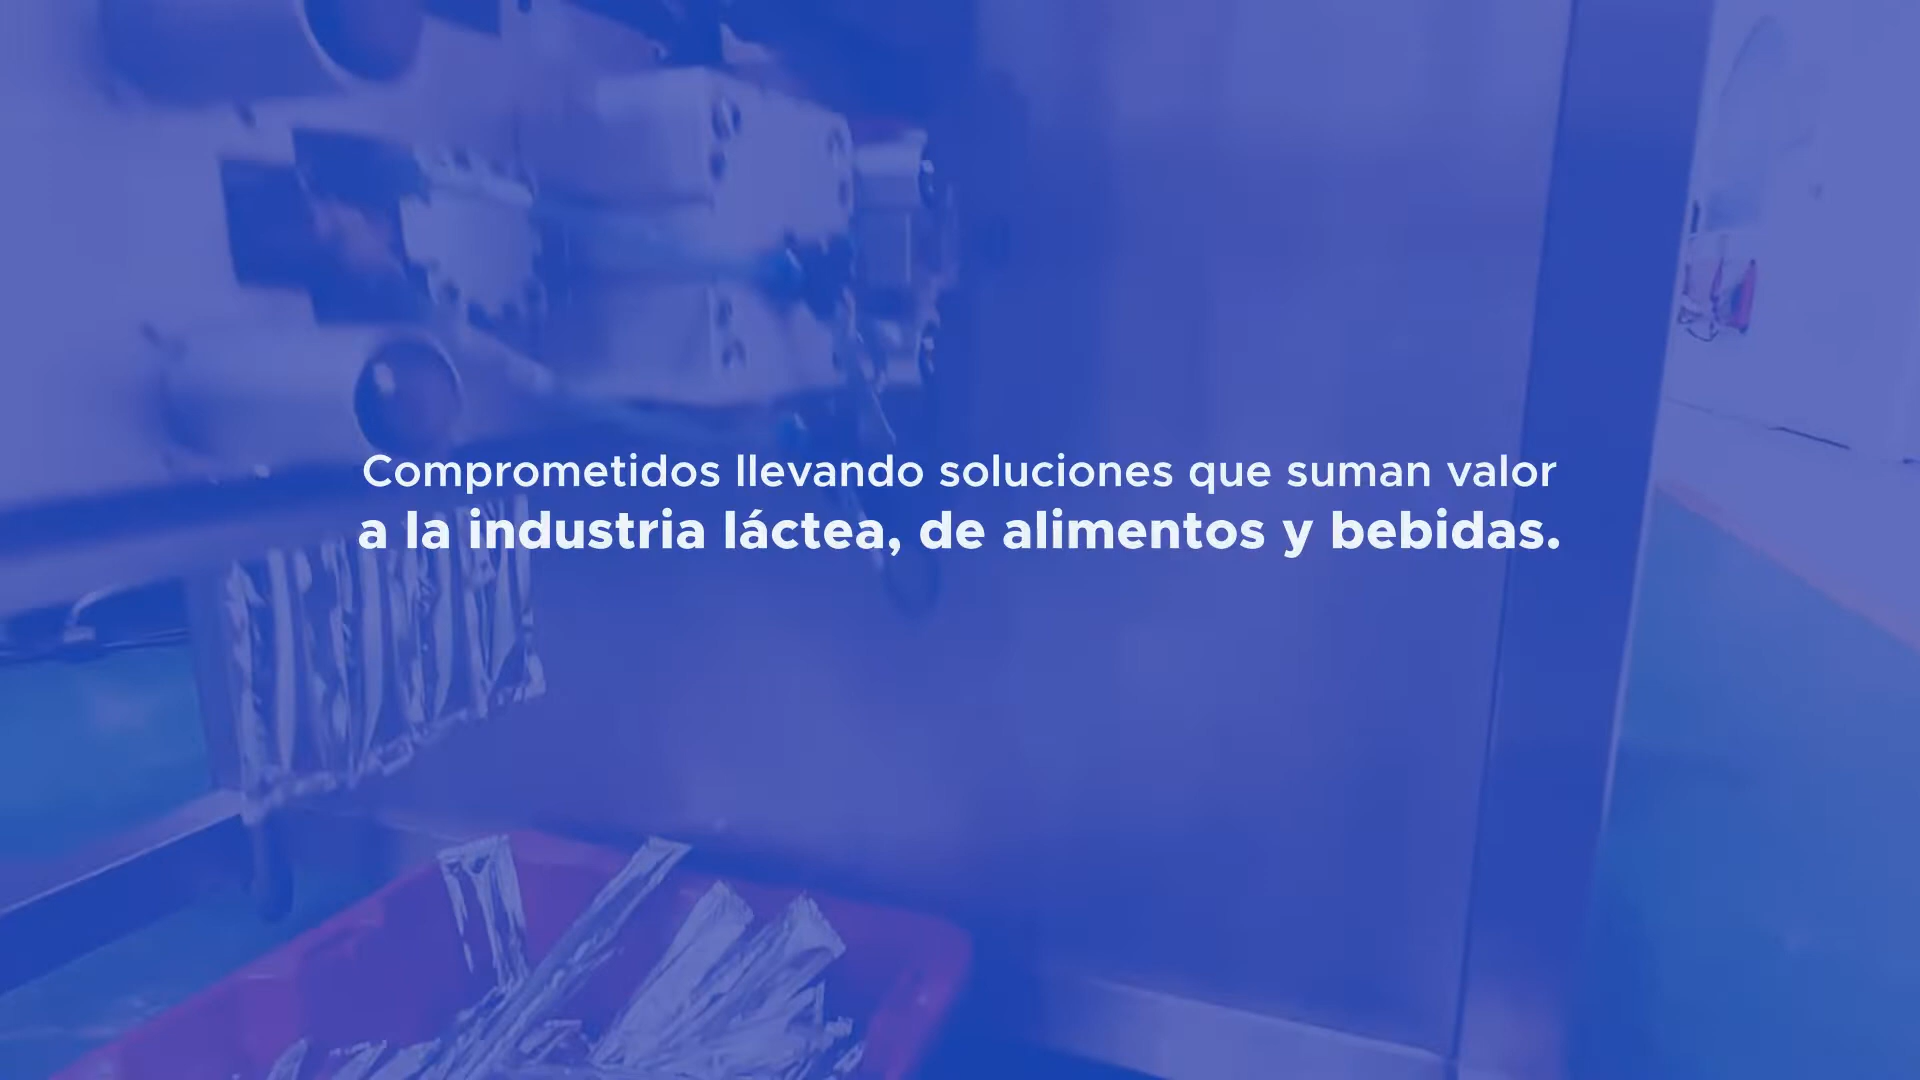 Comprometidos llevando soluciones que suman valor
a la industria láctea, de alimentos y bebidas.